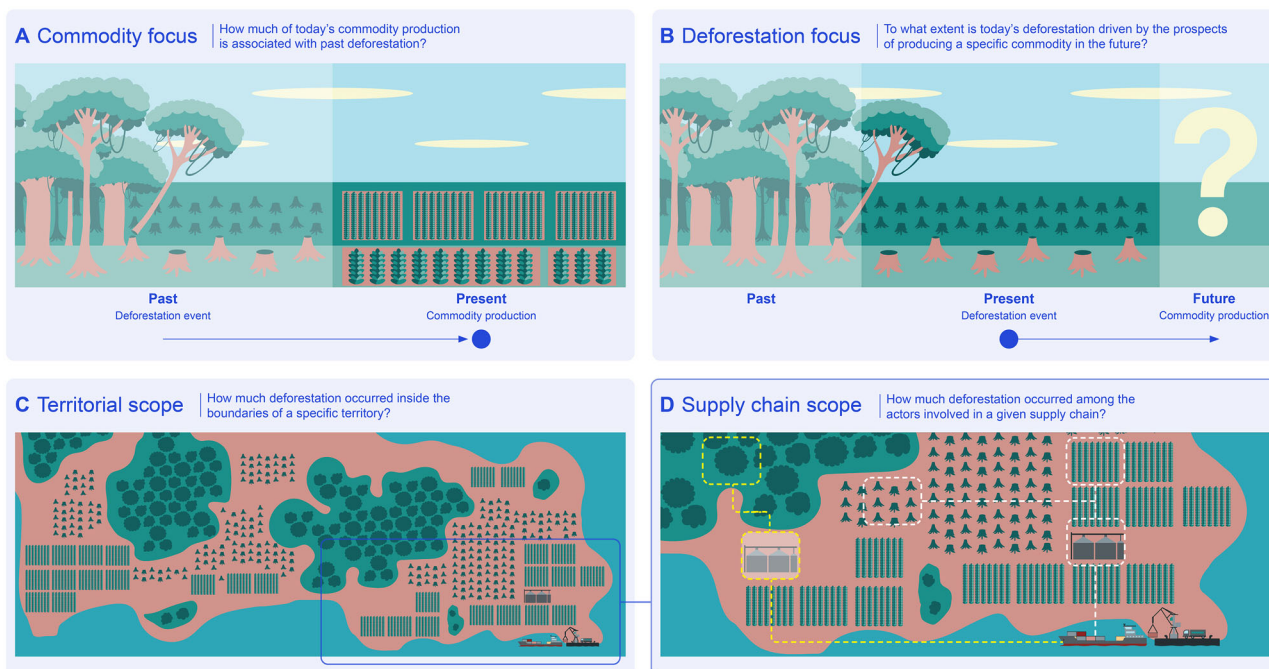 A Commodity focus
How much of today's commodity production
is associated with past deforestation?
Past
Deforestation event
Present
Commodity production
B Deforestation focus
To what extent is today's deforestation driven by the prospects
of producing a specific commodity in the future?
?
Past
Present
Deforestation event
Future
Commodity production
C Territorial scope
How much deforestation occurred inside the
boundaries of a specific territory?
D Supply chain scope
How much deforestation occurred among the
actors involved in a given supply chain?